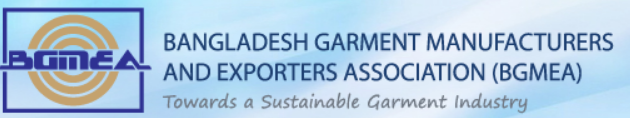 BGMEA
BANGLADESH GARMENT MANUFACTURERS
AND EXPORTERS ASSOCIATION (BGMEA)
Towards a Sustainable Garment Industry